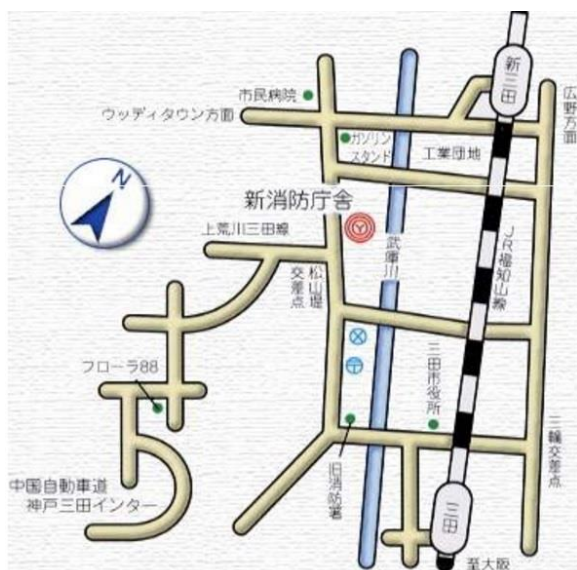 新三田
市民病院
広野方面
ウッディタウン方面
ガソリン
スタンド
工業団地
N
新消防庁舎
上荒川三田線
武庫川
JR福知山線
松山堤
交差点
フローラ88
三田市役所
三輪交差点
旧消防署
中国自動車道
神戸三田インター
三田
至大阪